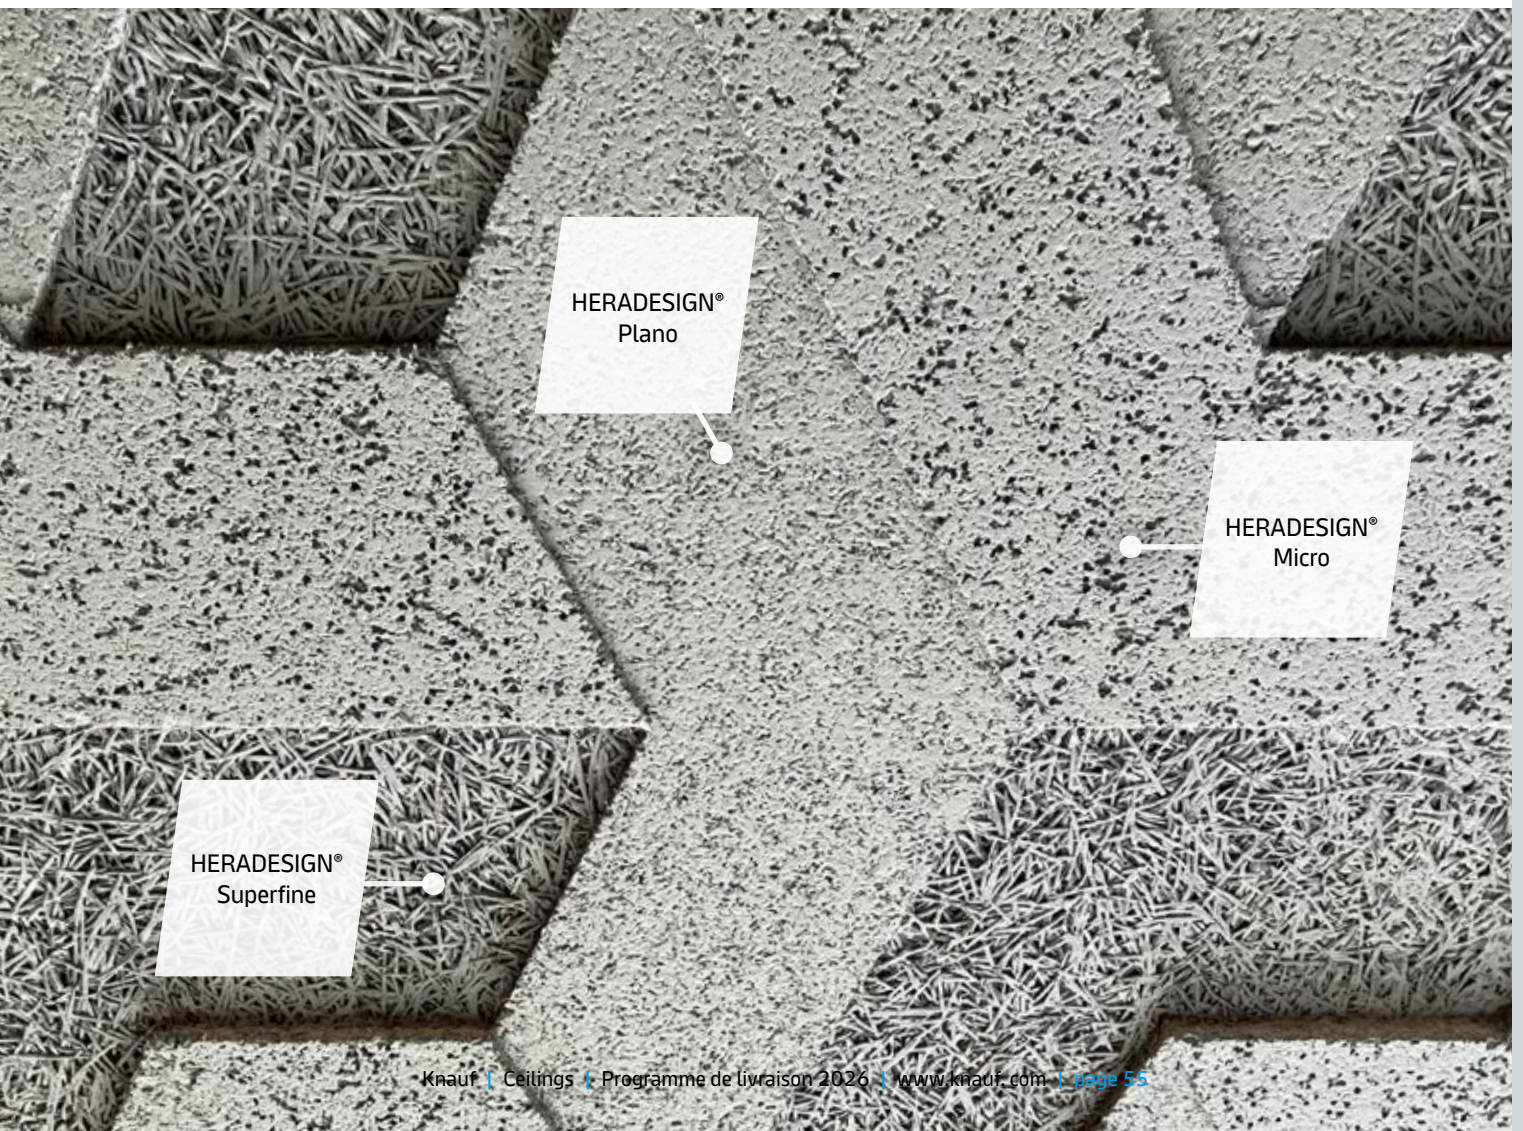 HERADESIGN®
Plano
HERADESIGN®
Micro
HERADESIGN®
Superfine
Knauf | Ceilings | Programme de livraison 2026 | www.knauf.com | page 55